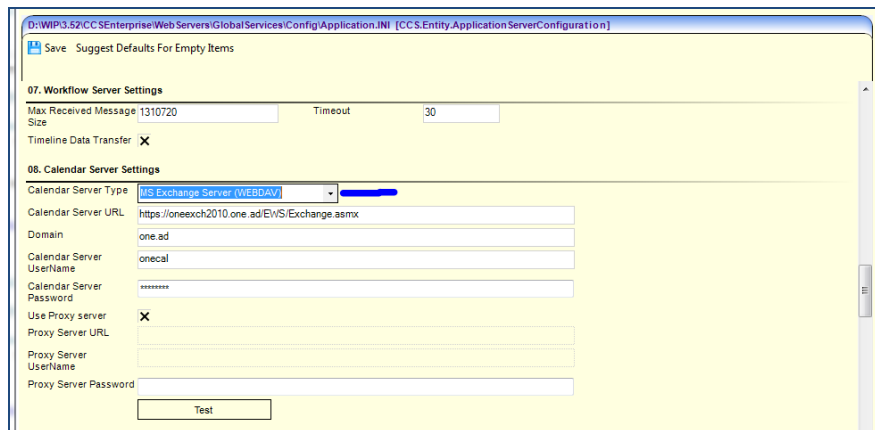 D:\WIP\3.52\CCSEnterprise\WebServers\GlobalServices\Config\Application.INI [CCS.Entity.ApplicationServerConfiguration]
Save Suggest Defaults For Empty Items
07. Workflow Server Settings
Max Received Message 1310720 Timeout 30
Size
Timeline Data Transfer
08. Calendar Server Settings
Calendar Server Type MS Exchange Server (WEBDAV)
Calendar Server URL https://oneexch2010.one.ad/EWS/Exchange.asmx
Domain one.ad
Calendar Server onecal
UserName
Calendar Server ********
Password
Use Proxy server
Proxy Server URL
Proxy Server
UserName
Proxy Server Password
Test